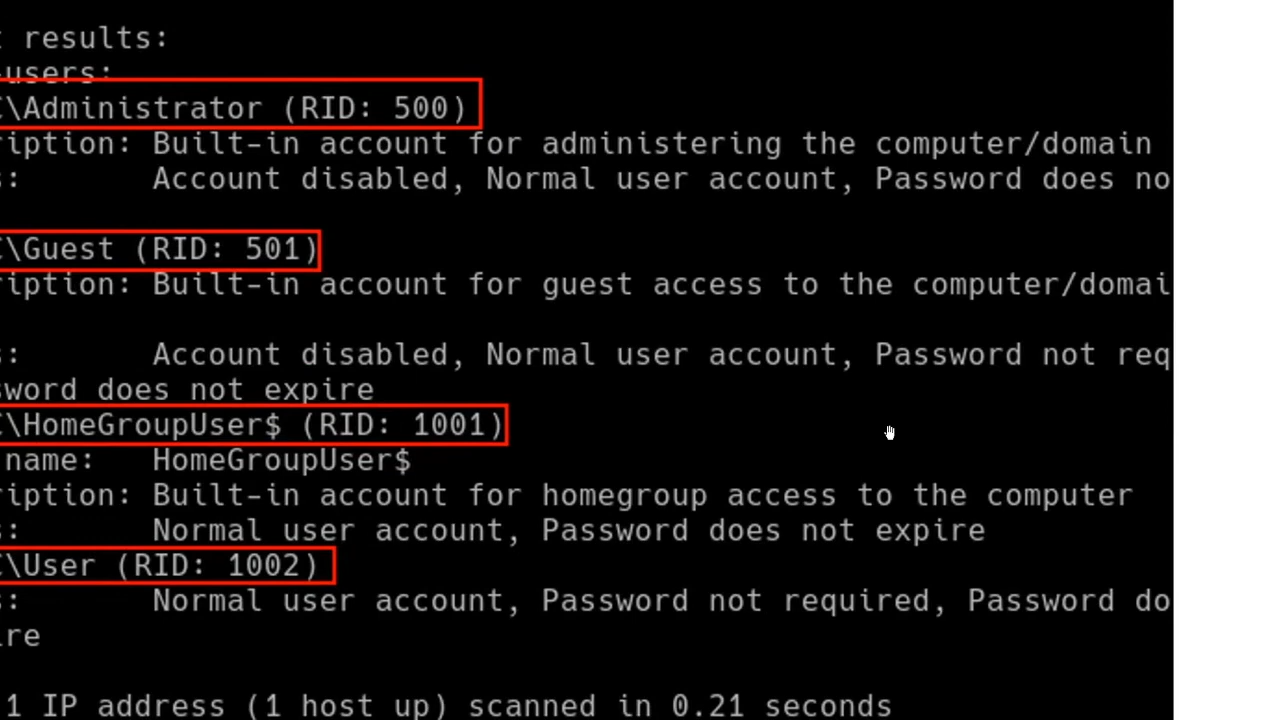 results:
users:
\Administrator (RID: 500)
ription: Built-in account for administering the computer/domain
s: Account disabled, Normal user account, Password does no
\Guest (RID: 501)
ription: Built-in account for guest access to the computer/domai
s: Account disabled, Normal user account, Password not req
sword does not expire
\HomeGroupUser$ (RID: 1001)
name: HomeGroupUser$
ription: Built-in account for homegroup access to the computer
s: Normal user account, Password does not expire
\User (RID: 1002)
s: Normal user account, Password not required, Password do
ire
1 IP address (1 host up) scanned in 0.21 seconds